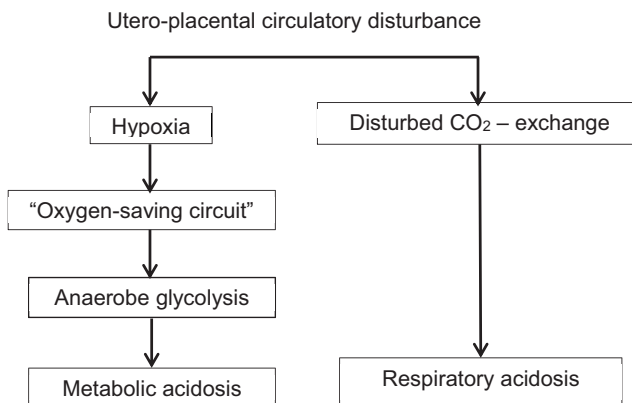 Utero-placental circulatory disturbance
Hypoxia
Disturbed CO₂ – exchange
“Oxygen-saving circuit”
Anaerobe glycolysis
Metabolic acidosis
Respiratory acidosis